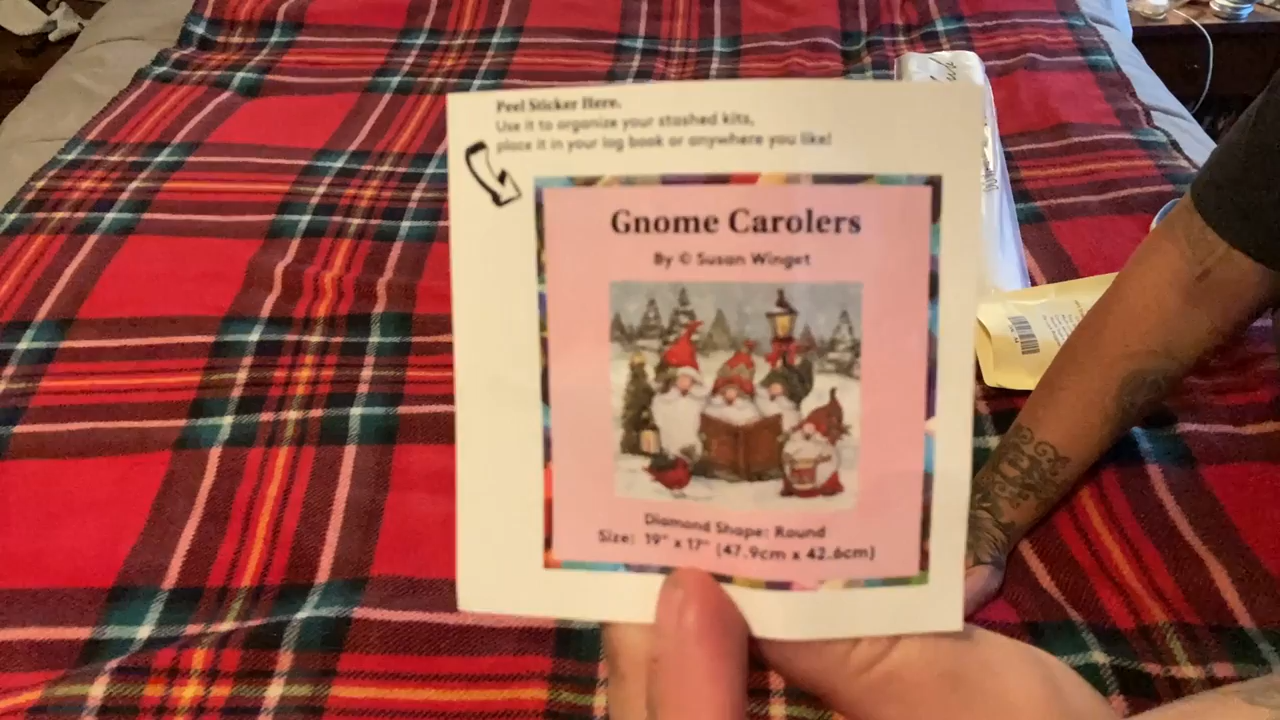 Peel Sticker Here.
Use it to organize your stashed kits,
place it in your log book or anywhere you like!
Gnome Carolers
By © Susan Winget
Diamond Shape: Round
Size: 19" x 17" (47.9cm x 42.6cm)